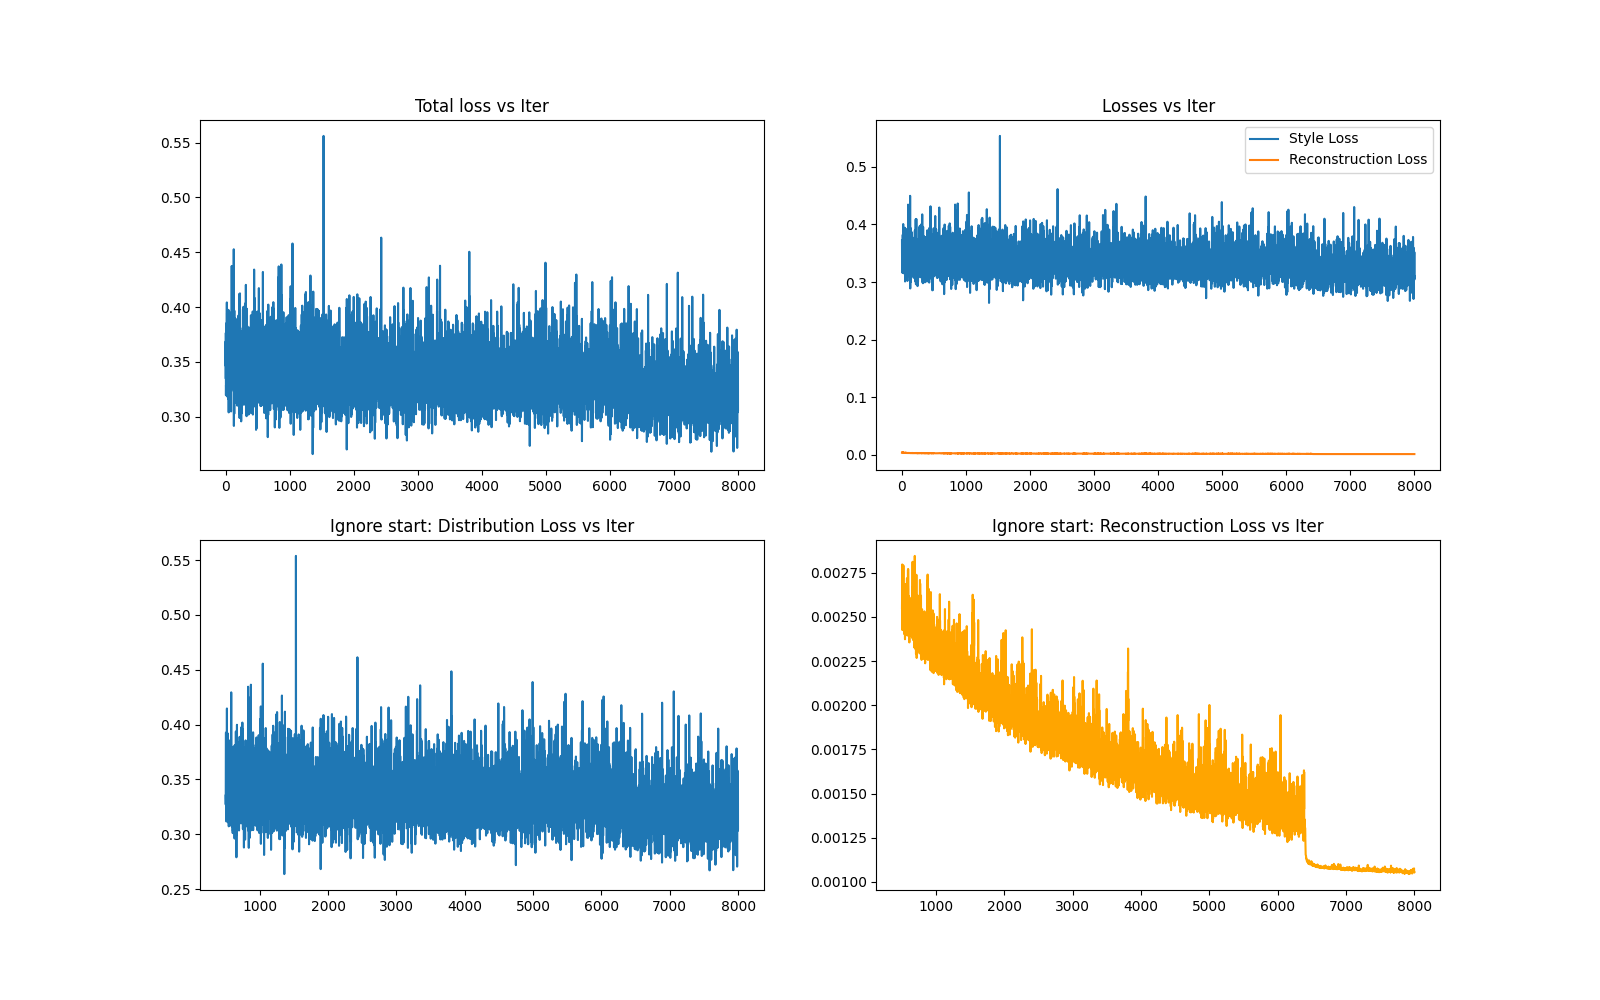 Total loss vs Iter
0.55
0.50
0.45
0.40
0.35
0.30
0 1000 2000 3000 4000 5000 6000 7000 8000
Losses vs Iter
Style Loss
Reconstruction Loss
0.5
0.4
0.3
0.2
0.1
0.0
0 1000 2000 3000 4000 5000 6000 7000 8000
Ignore start: Distribution Loss vs Iter
0.55
0.50
0.45
0.40
0.35
0.30
0.25
1000 2000 3000 4000 5000 6000 7000 8000
Ignore start: Reconstruction Loss vs Iter
0.00275
0.00250
0.00225
0.00200
0.00175
0.00150
0.00125
0.00100
1000 2000 3000 4000 5000 6000 7000 8000